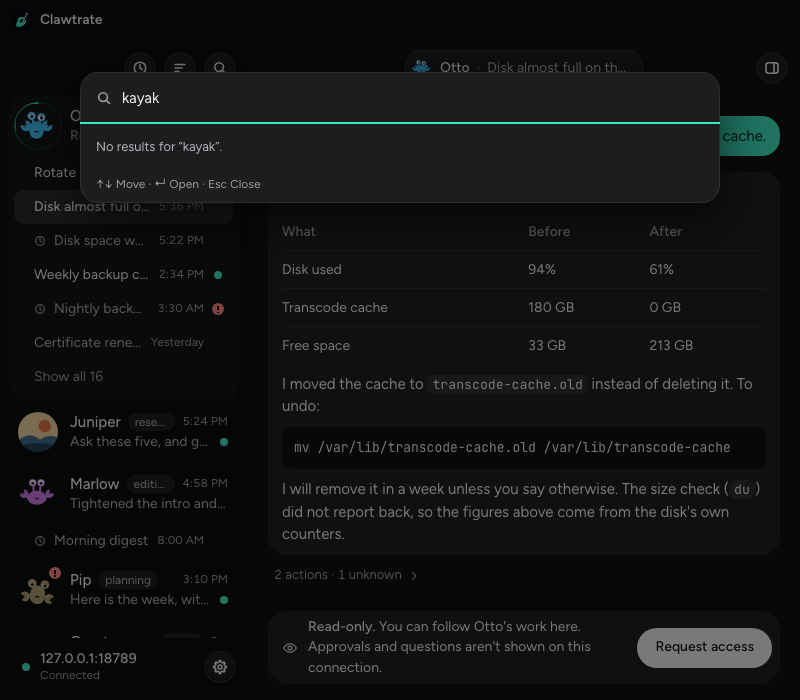 Clawtrate
Otto · Disk almost full on th…
kayak
No results for “kayak”.
↑↓ Move · ↵ Open · Esc Close
cache.
Rotate
Disk almost full o… 5:36 PM
Disk space w… 5:22 PM
Weekly backup c… 2:34 PM
Nightly back… 3:30 AM
Certificate rene… Yesterday
Show all 16
Juniper rese… 5:24 PM
Ask these five, and g…
Marlow editi… 4:58 PM
Tightened the intro and…
Morning digest 8:00 AM
Pip planning 3:10 PM
Here is the week, wit…
127.0.0.1:18789
Connected
What Before After
Disk used 94% 61%
Transcode cache 180 GB 0 GB
Free space 33 GB 213 GB
I moved the cache to transcode-cache.old instead of deleting it. To
undo:
mv /var/lib/transcode-cache.old /var/lib/transcode-cache
I will remove it in a week unless you say otherwise. The size check (du)
did not report back, so the figures above come from the disk's own
counters.
2 actions · 1 unknown
Read-only. You can follow Otto's work here.
Approvals and questions aren't shown on this
connection.
Request access